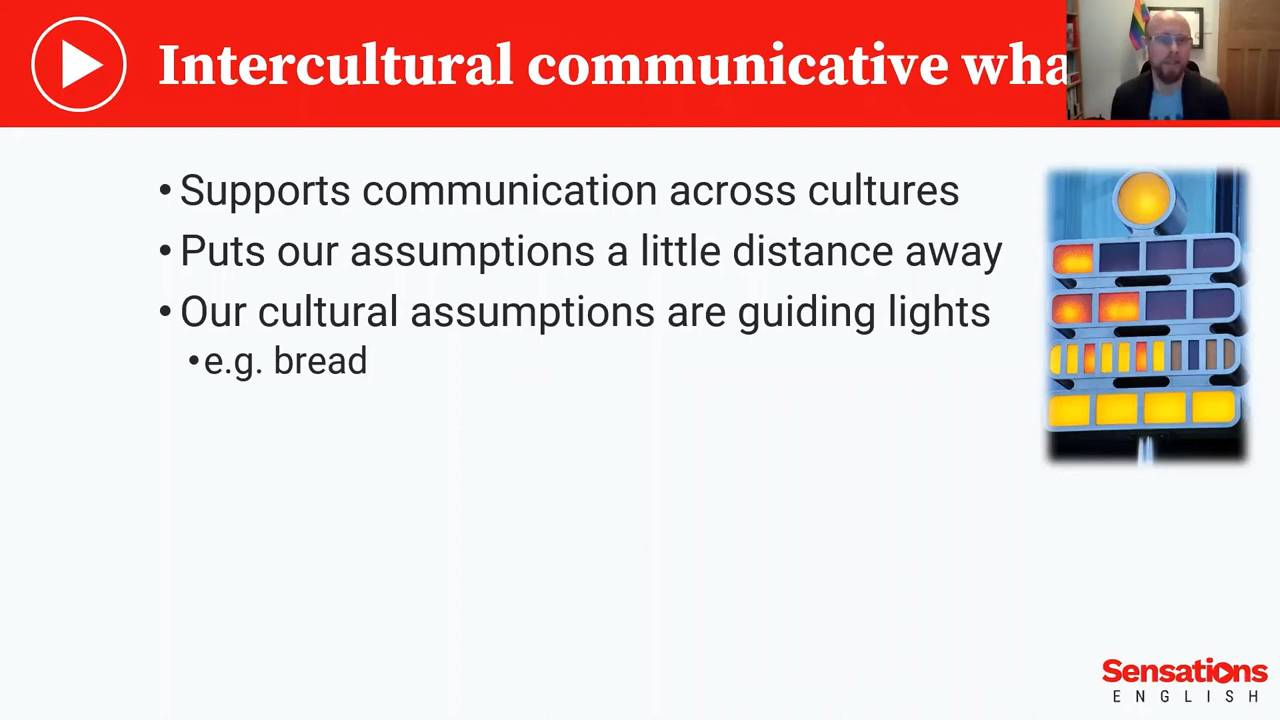 Intercultural communicative wha
• Supports communication across cultures
• Puts our assumptions a little distance away
• Our cultural assumptions are guiding lights
• e.g. bread
Sensations
ENGLISH